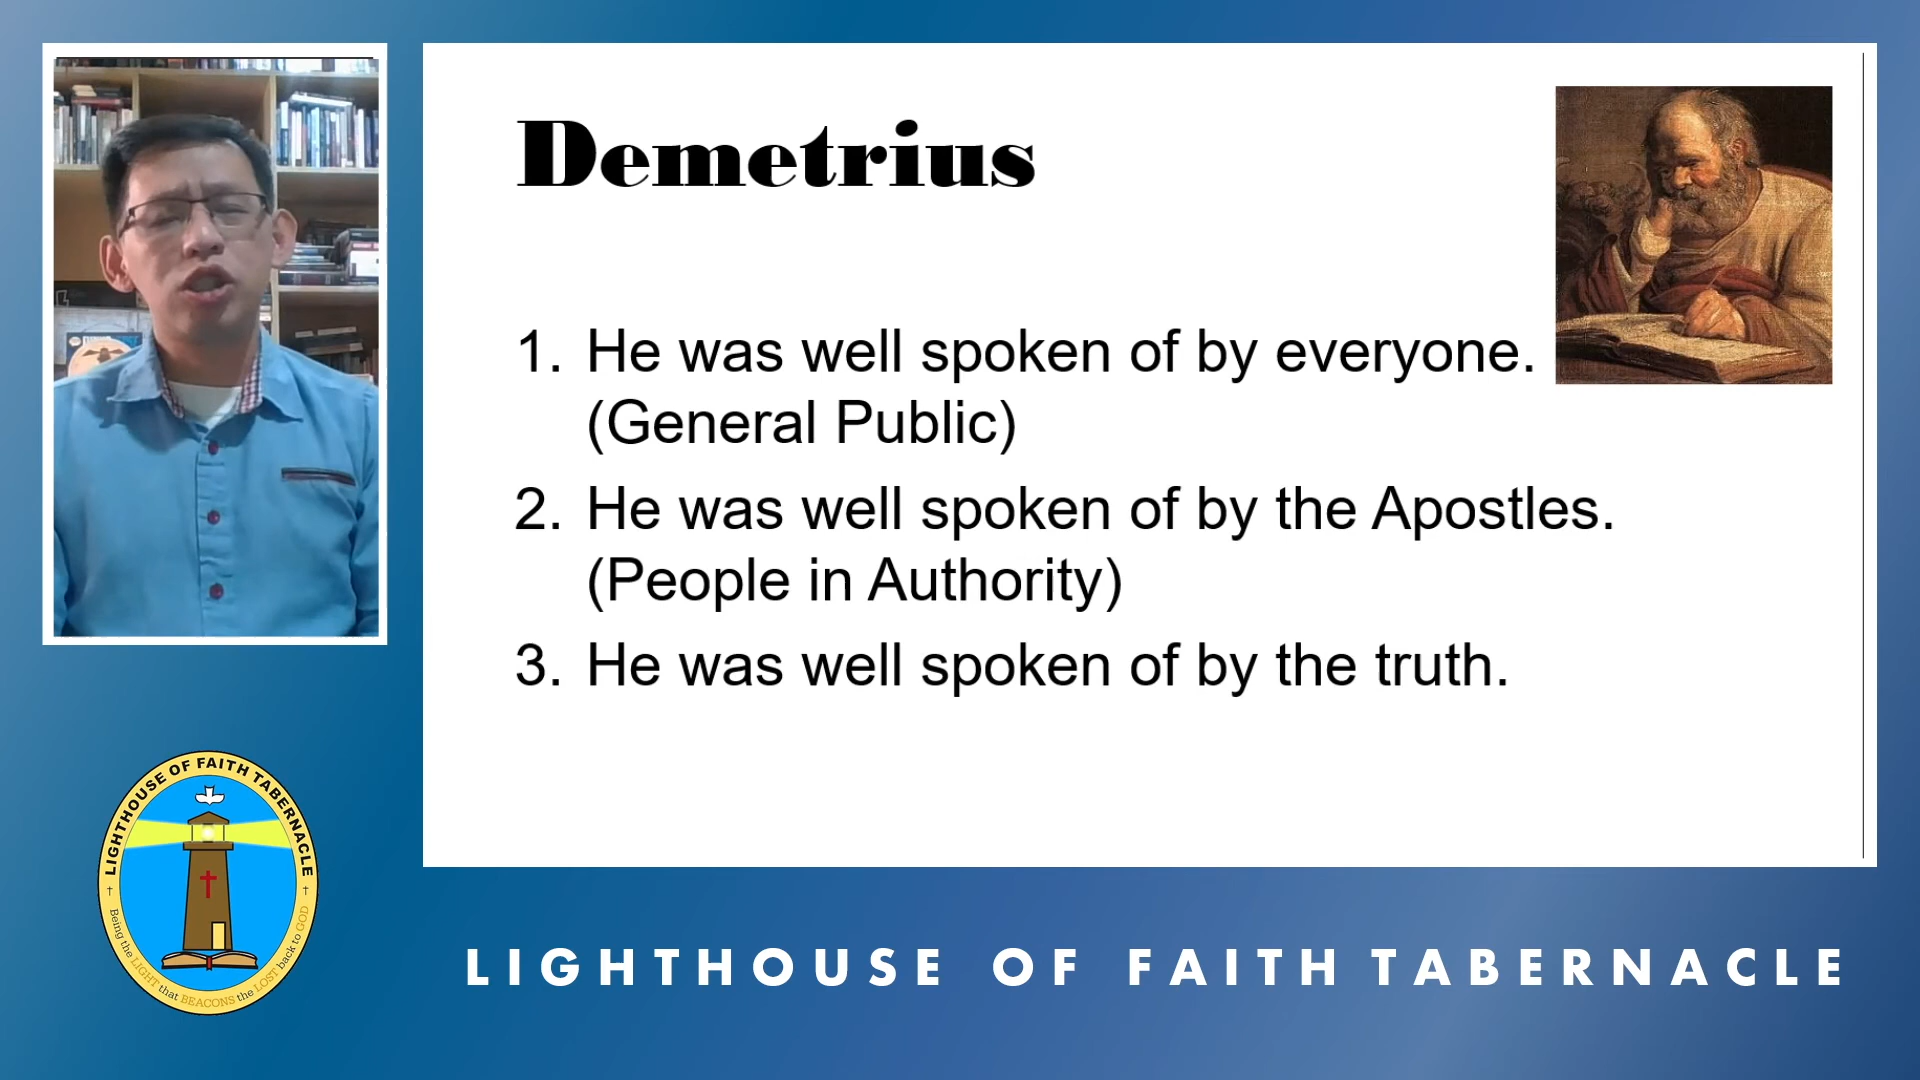 Demetrius
1. He was well spoken of by everyone.
(General Public)
2. He was well spoken of by the Apostles.
(People in Authority)
3. He was well spoken of by the truth.
LIGHTHOUSE OF FAITH TABERNACLE
Being the LIGHT that BEACONS the LOST back to GOD
LIGHTHOUSE OF FAITH TABERNACLE